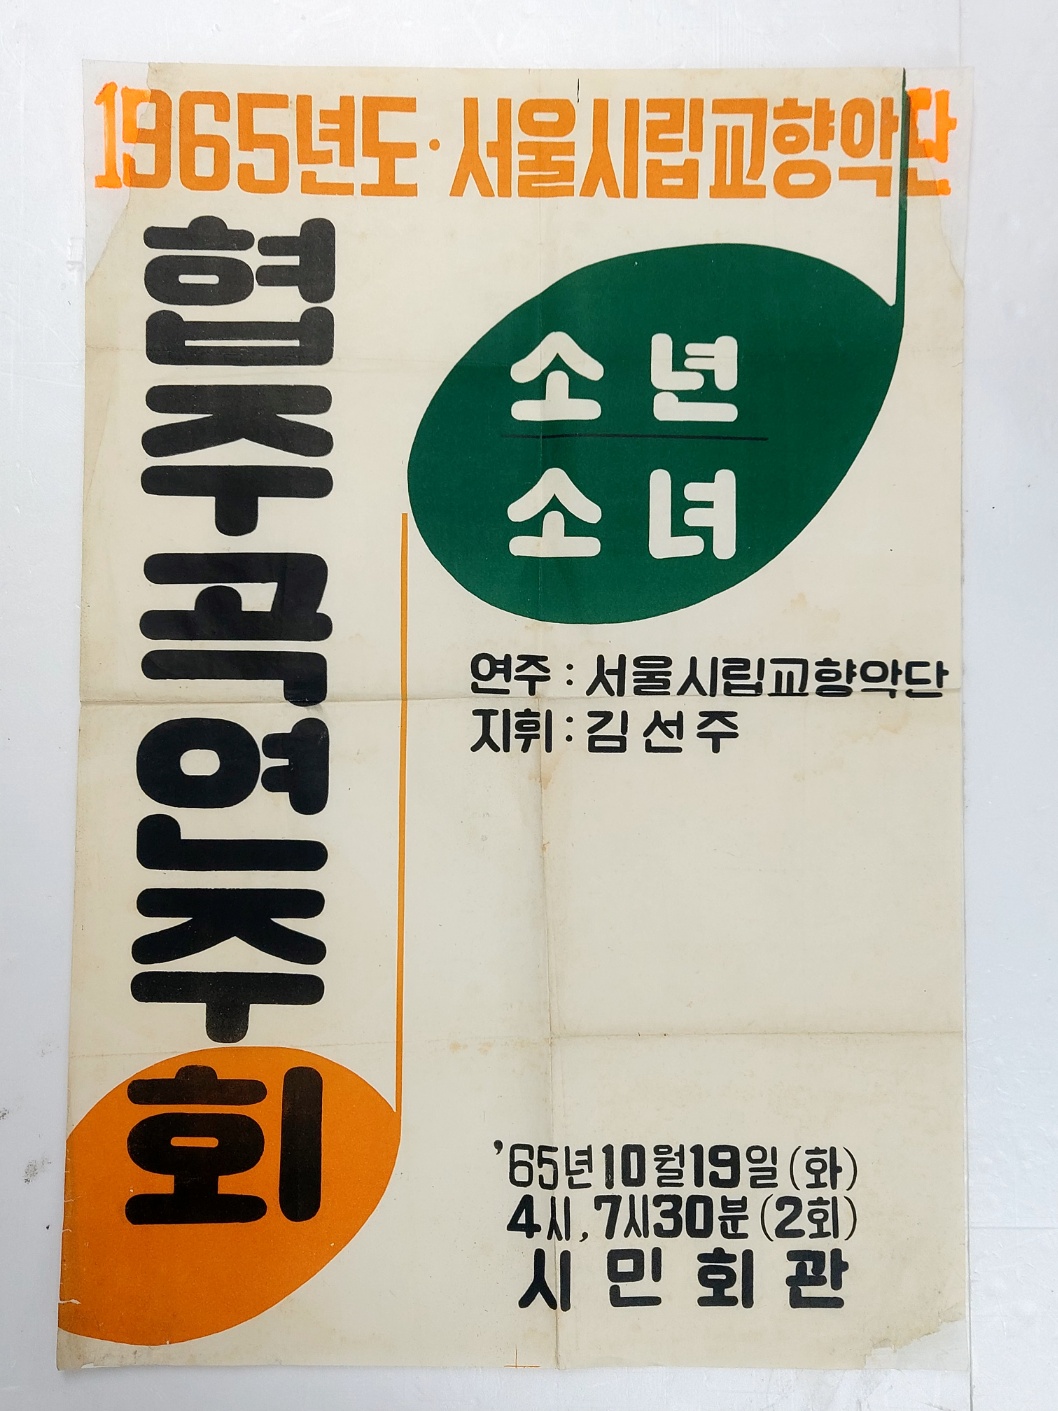 1965년도·서울시립교향악단
협주곡연주회
소년
소녀
연주 : 서울시립교향악단
지휘 : 김선주
'65년10월19일(화)
4시, 7시30분(2회)
시민회관